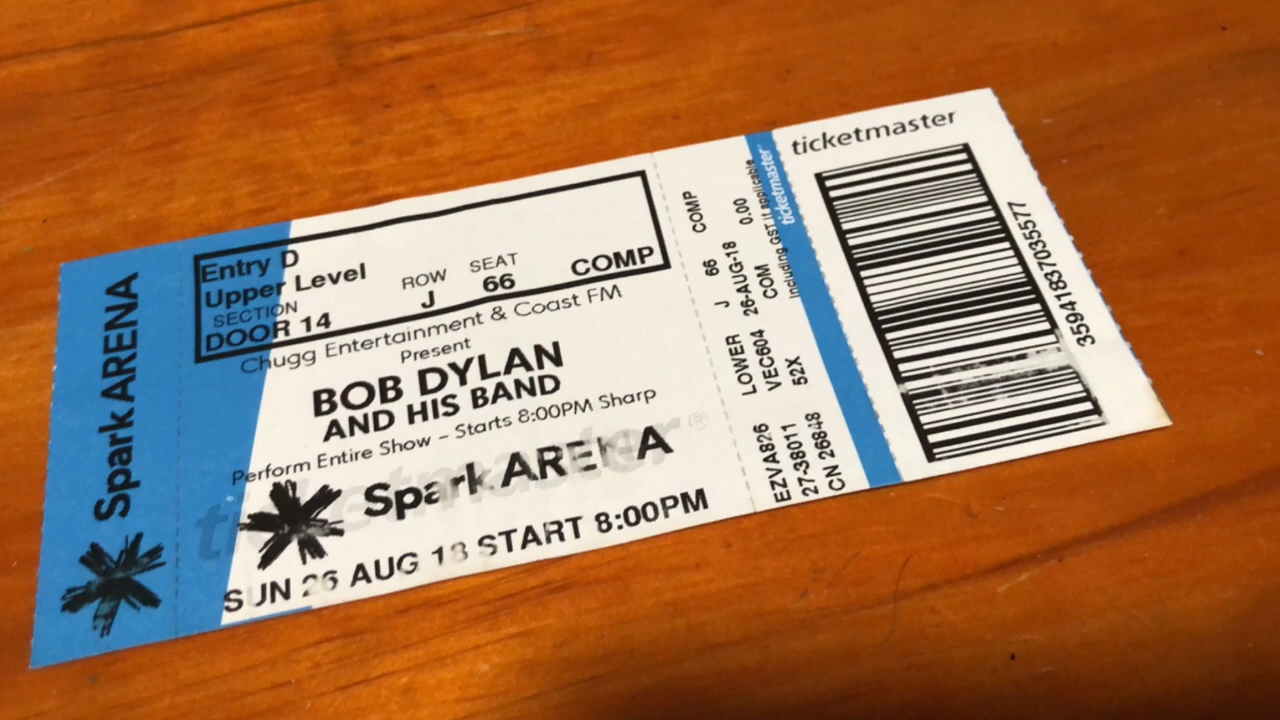 Spark ARENA
Entry D
Upper Level
SECTION ROW SEAT
DOOR 14 J 66 COMP
Chugg Entertainment & Coast FM
Present
BOB DYLAN
AND HIS BAND
Perform Entire Show - Starts 8:00PM Sharp
ticketmaster®
Spark ARENA
SUN 26 AUG 18 START 8:00PM
COMP
LOWER J 66
EZVA826 VEC604 26-AUG-18 0.00
27-38011 52X COM
CN 26848 Including GST if applicable
ticketmaster
ticketmaster
35941837035577